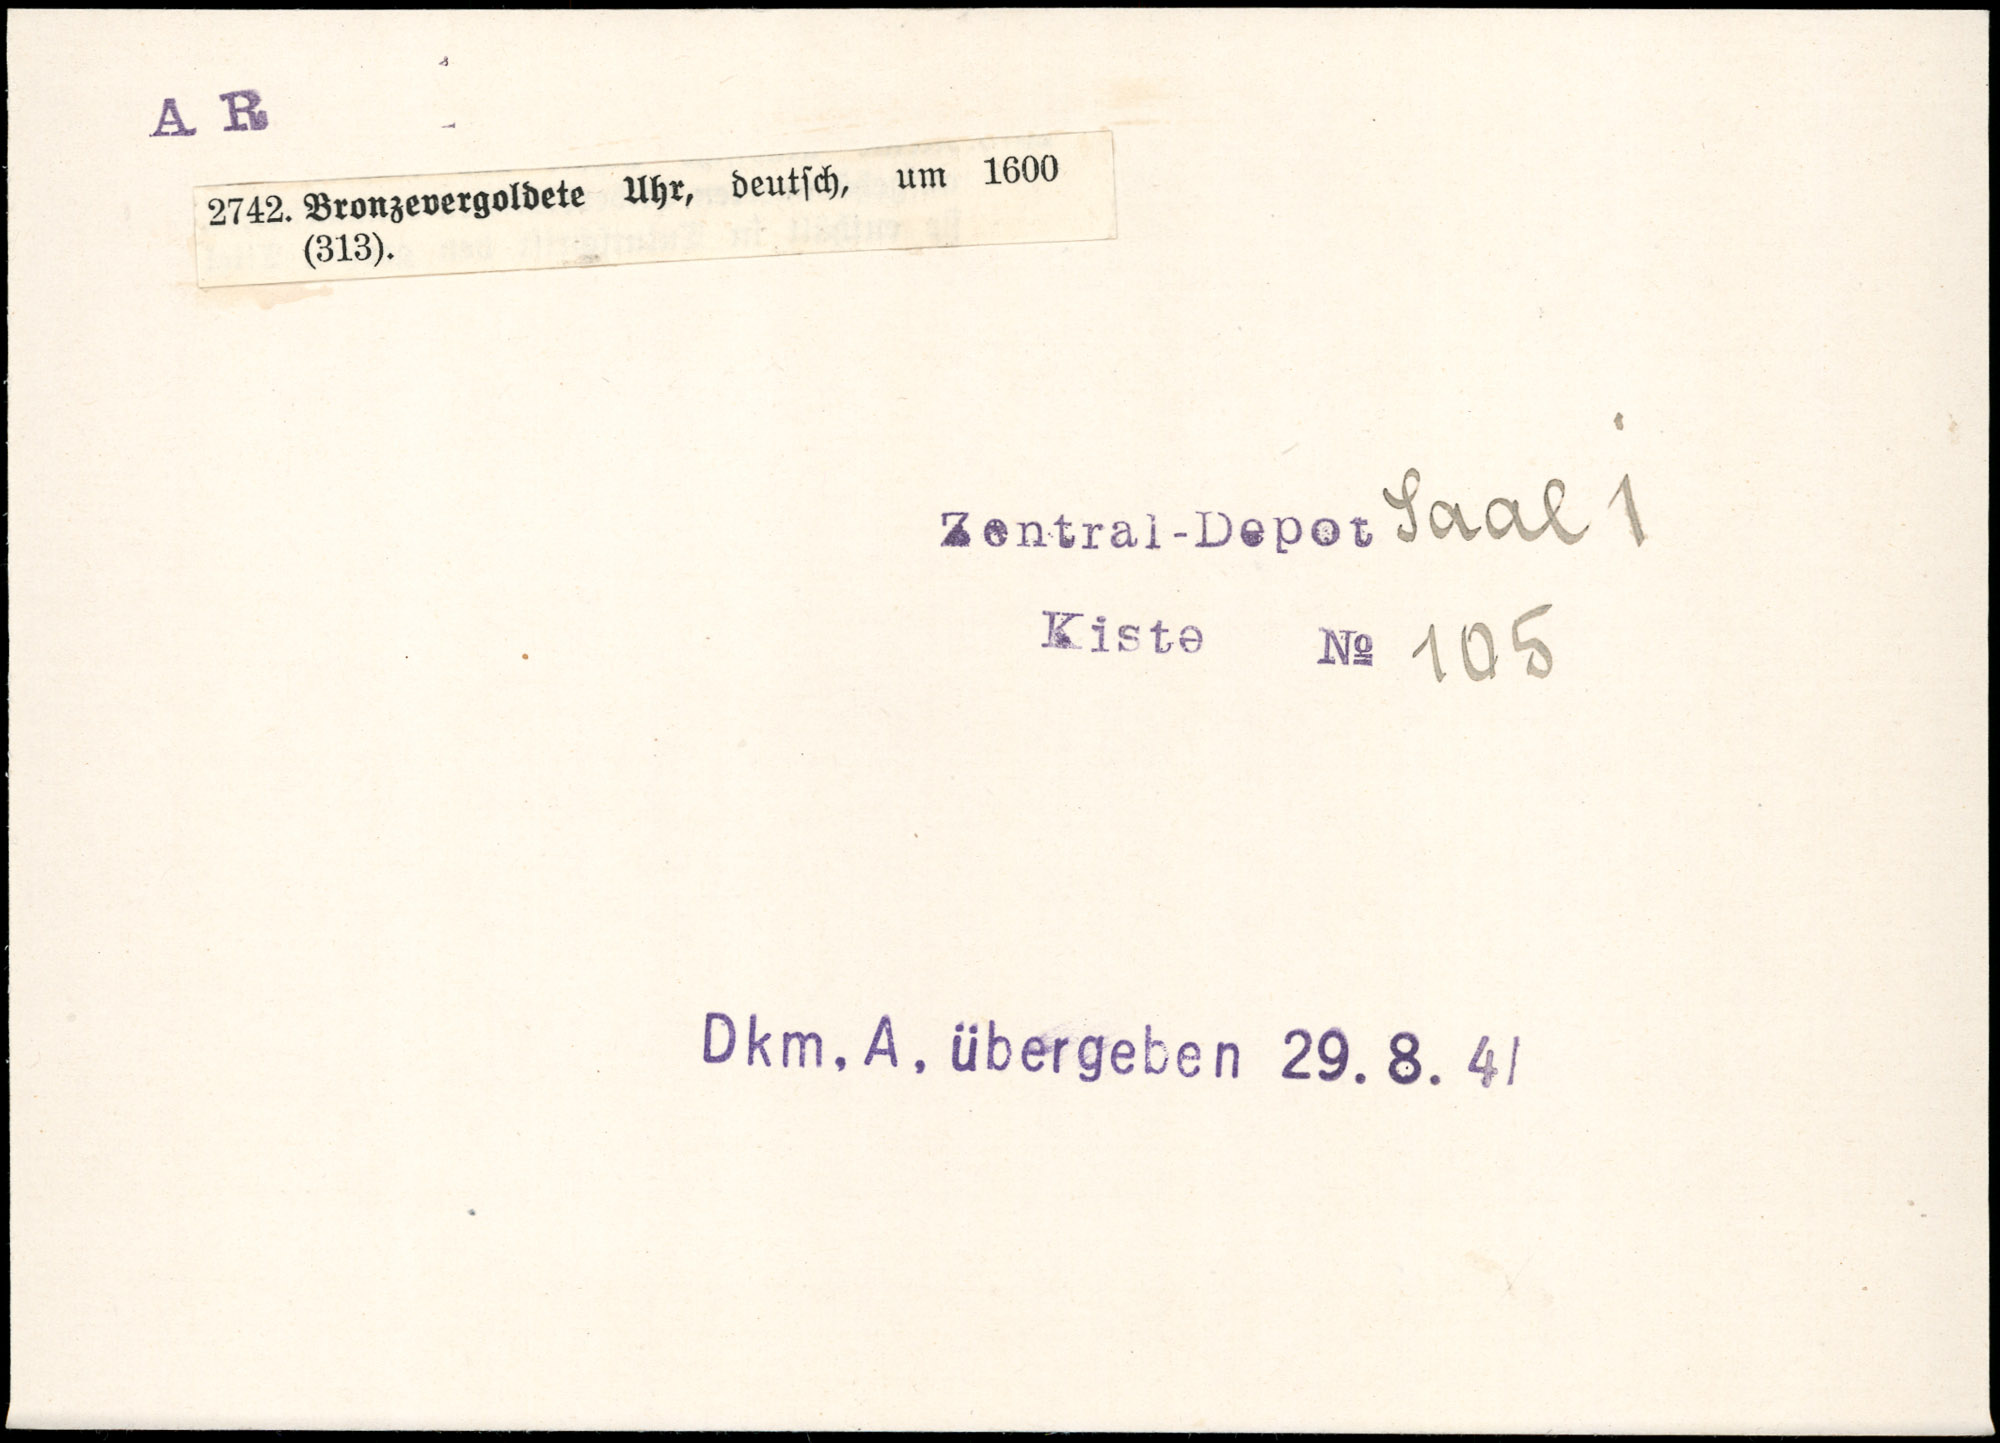 A R
2742. Bronzevergoldete Uhr, deutſch, um 1600
(313).
Zentral-Depot Saal 1
Kiste № 105
Dkm. A. übergeben 29. 8. 41